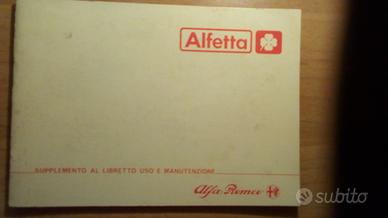 Alfetta
SUPPLEMENTO AL LIBRETTO USO E MANUTENZIONE
Alfa Romeo
subito